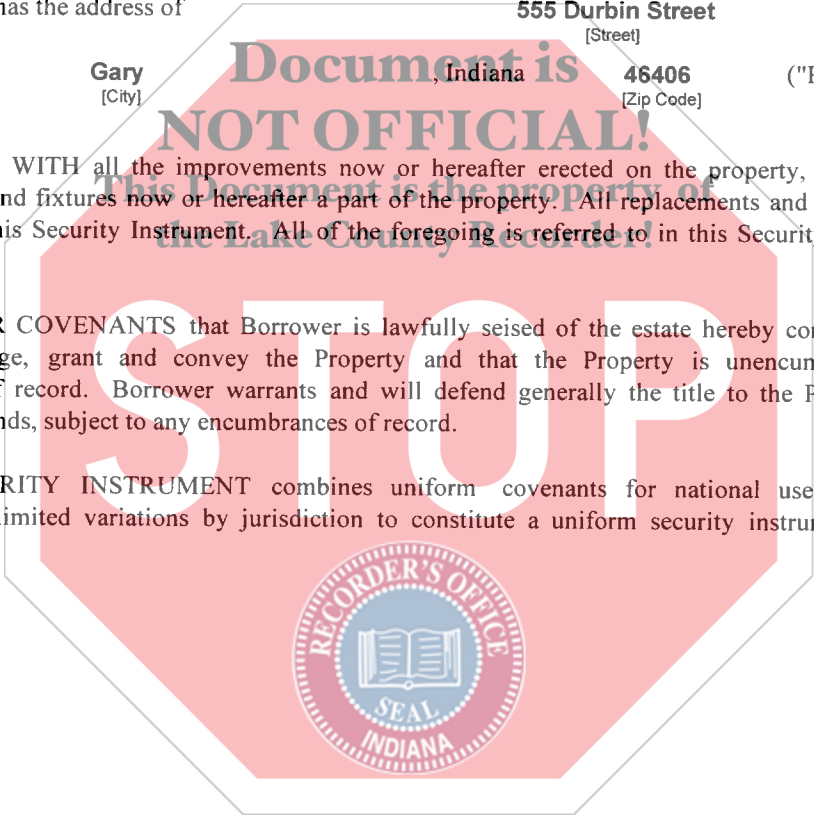 has the address of 555 Durbin Street
[Street]
Gary , Indiana 46406 ("
[City] [Zip Code]
Document is
NOT OFFICIAL!
This Document is the property of
the Lake County Recorder!
WITH all the improvements now or hereafter erected on the property,
nd fixtures now or hereafter a part of the property. All replacements and
his Security Instrument. All of the foregoing is referred to in this Securit
R COVENANTS that Borrower is lawfully seised of the estate hereby co
ge, grant and convey the Property and that the Property is unencum
f record. Borrower warrants and will defend generally the title to the P
nds, subject to any encumbrances of record.
STOP
RITY INSTRUMENT combines uniform covenants for national use
limited variations by jurisdiction to constitute a uniform security instru
RECORDER'S OFFICE
SEAL
INDIANA